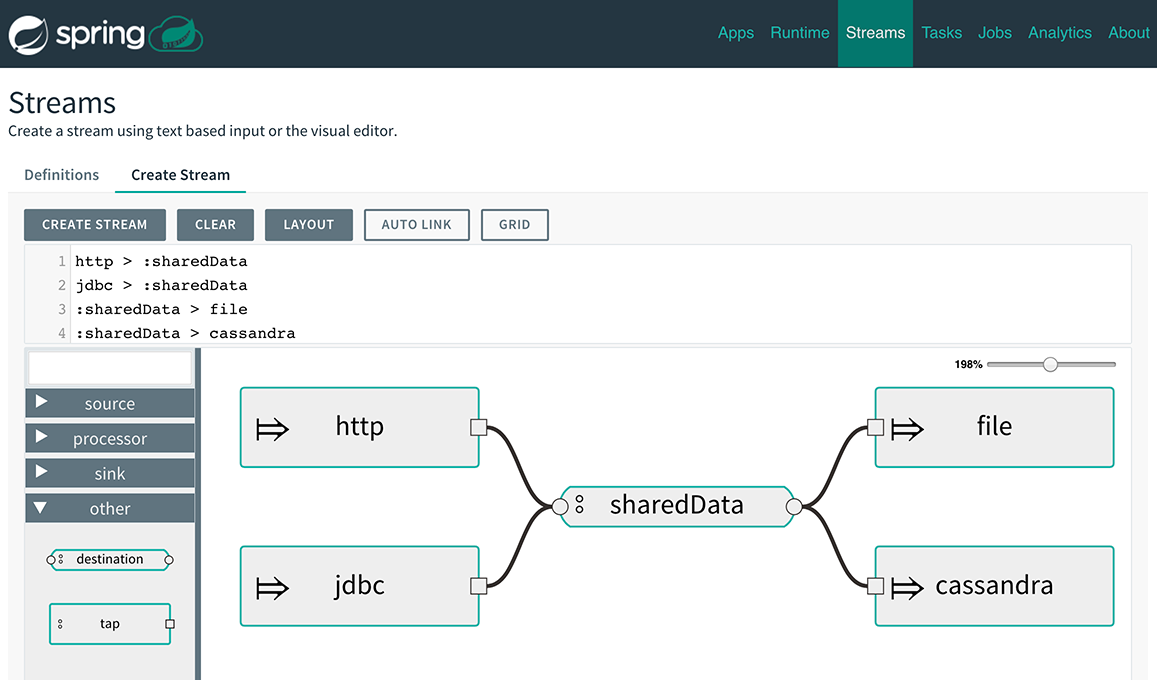 spring
Apps Runtime Streams Tasks Jobs Analytics About
Streams
Create a stream using text based input or the visual editor.
Definitions Create Stream
CREATE STREAM CLEAR LAYOUT AUTO LINK GRID
1 http > :sharedData
2 jdbc > :sharedData
3 :sharedData > file
4 :sharedData > cassandra
198%
source
processor
sink
other
destination
tap
http
file
sharedData
jdbc
cassandra